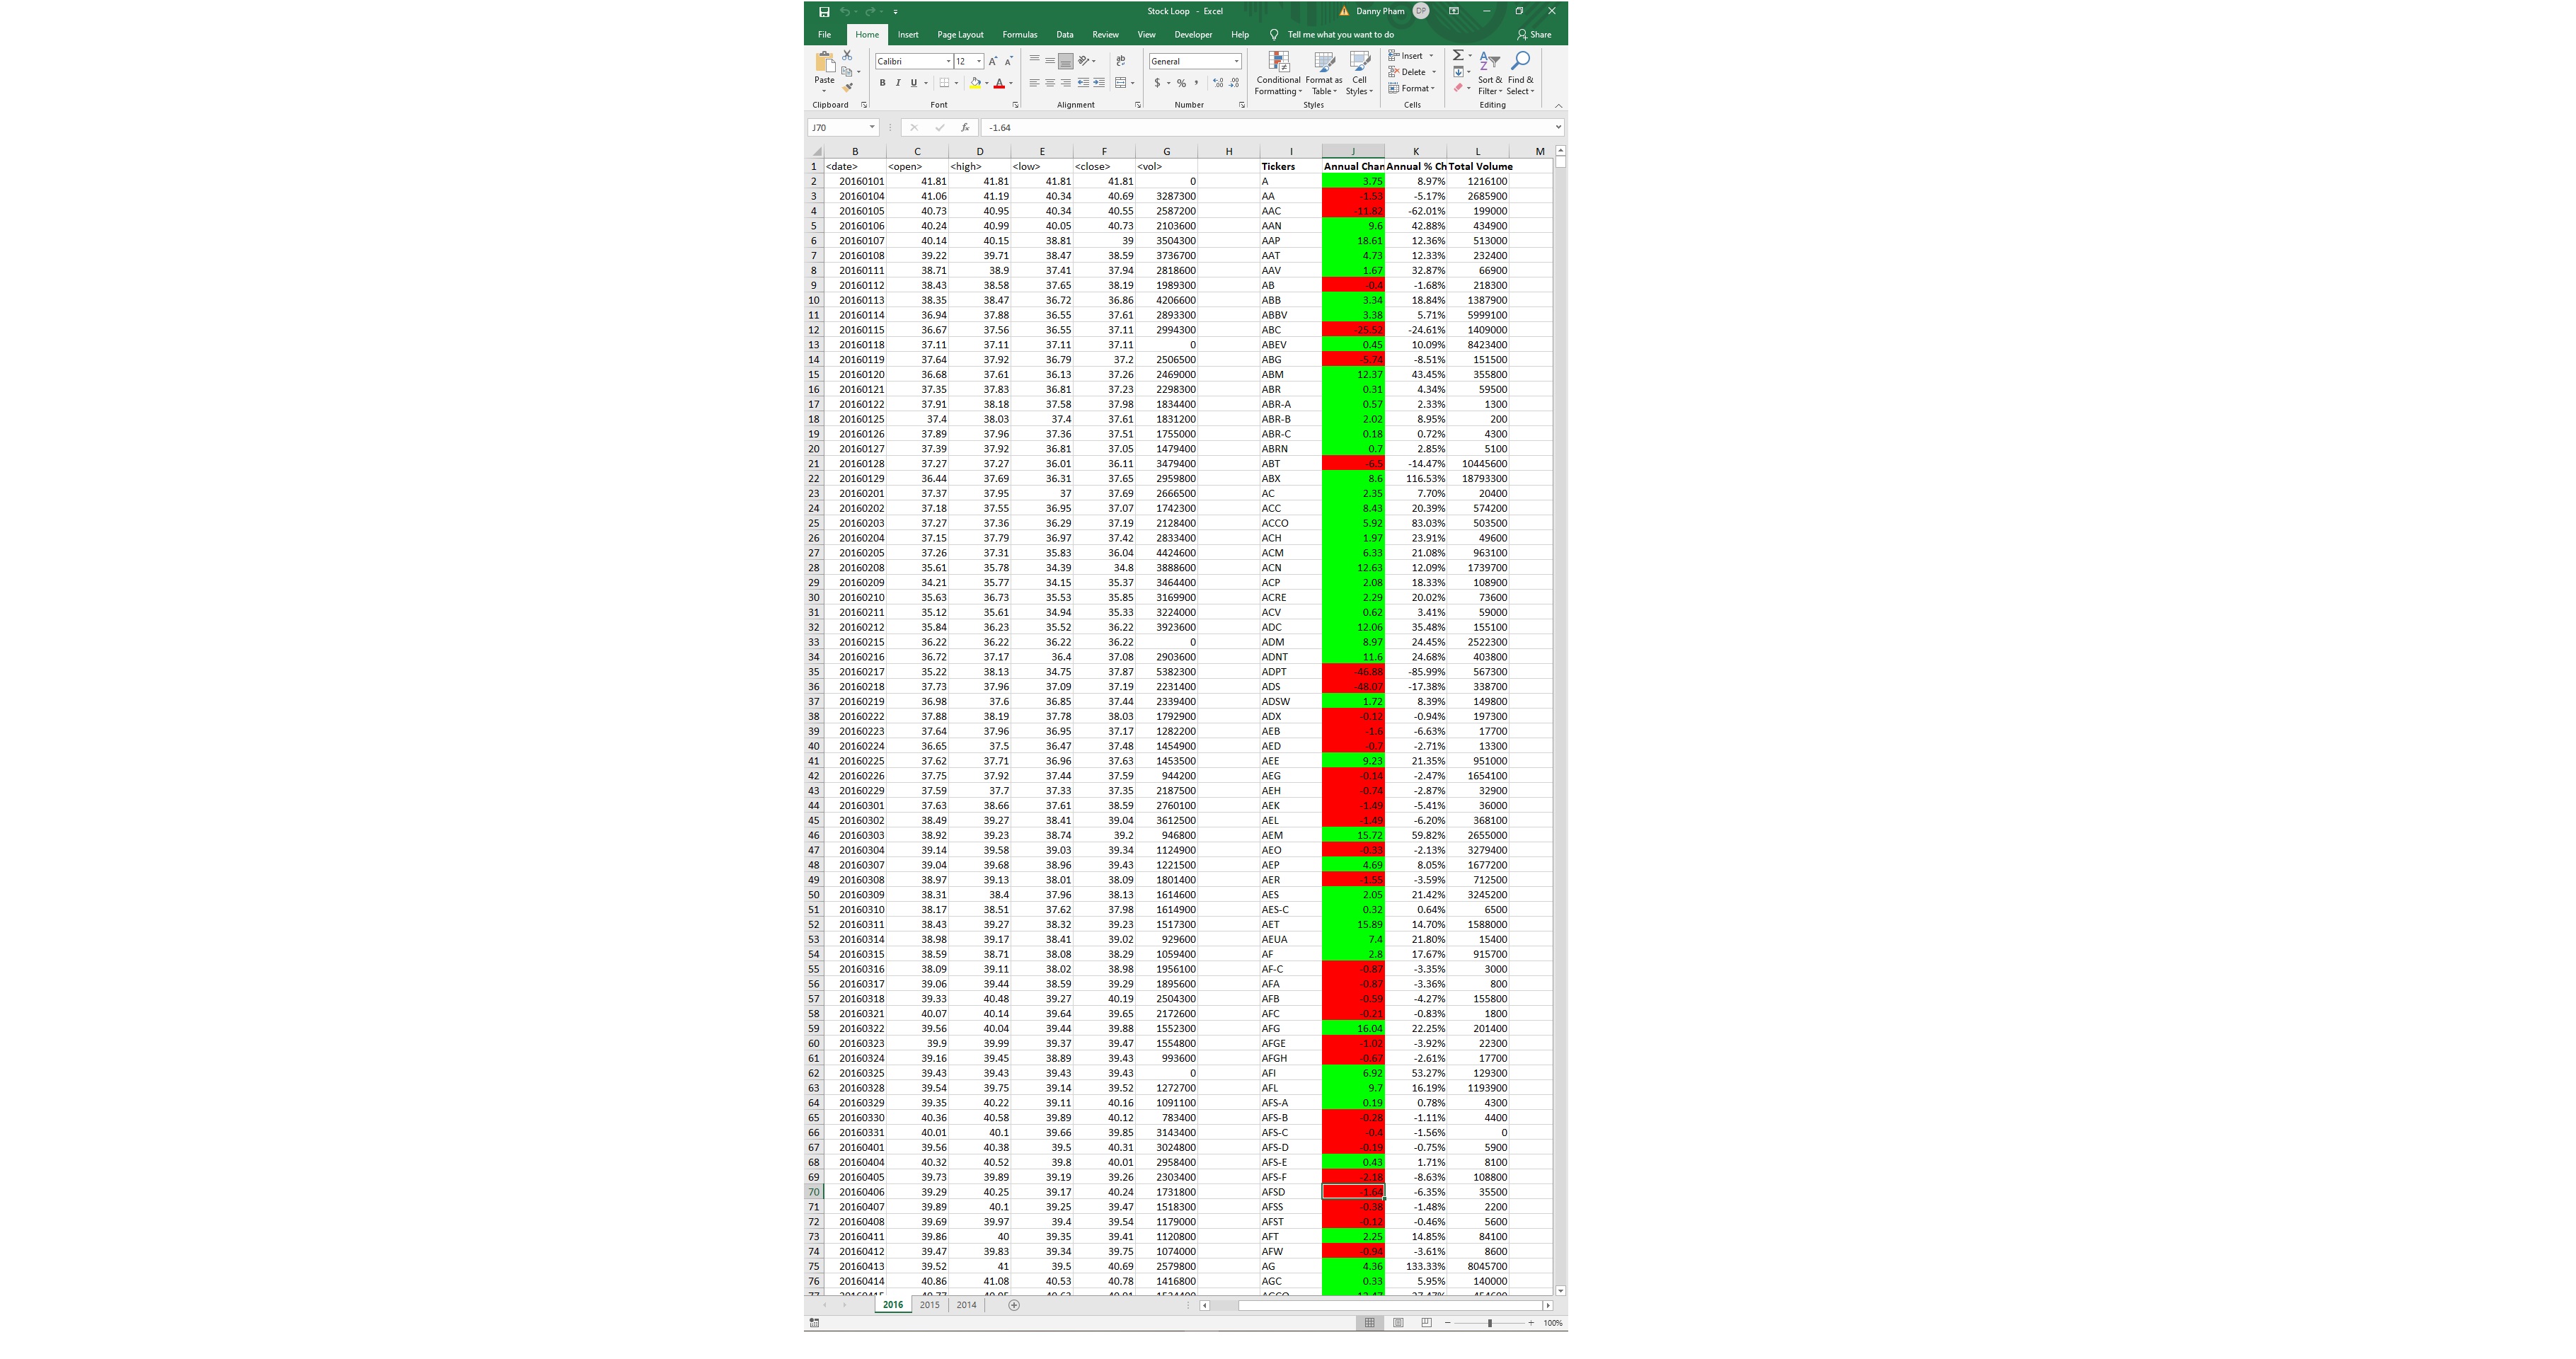 Stock Loop - Excel
Danny Pham DP
File Home Insert Page Layout Formulas Data Review View Developer Help Tell me what you want to do Share
Calibri 12 General
Paste
B I U $ % ,
Conditional Formatting Format as Table Cell Styles
Insert
Delete
Format
Sort & Filter Find & Select
Clipboard Font Alignment Number Styles Cells Editing
J70 fx -1.64
B C D E F G H I J K L M
1 <date> <open> <high> <low> <close> <vol> Tickers Annual Chan Annual % Ch Total Volume
2 20160101 41.81 41.81 41.81 41.81 0 A 3.75 8.97% 1216100
3 20160104 41.06 41.19 40.34 40.69 3287300 AA -1.53 -5.17% 2685900
4 20160105 40.73 40.95 40.34 40.55 2587200 AAC -11.82 -62.01% 199000
5 20160106 40.24 40.99 40.05 40.73 2103600 AAN 9.6 42.88% 434900
6 20160107 40.14 40.15 38.81 39 3504300 AAP 18.61 12.36% 513000
7 20160108 39.22 39.71 38.47 38.59 3736700 AAT 4.73 12.33% 232400
8 20160111 38.71 38.9 37.41 37.94 2818600 AAV 1.67 32.87% 66900
9 20160112 38.43 38.58 37.65 38.19 1989300 AB -0.4 -1.68% 218300
10 20160113 38.35 38.47 36.72 36.86 4206600 ABB 3.34 18.84% 1387900
11 20160114 36.94 37.88 36.55 37.61 2893300 ABBV 3.38 5.71% 5999100
12 20160115 36.67 37.56 36.55 37.11 2994300 ABC -25.52 -24.61% 1409000
13 20160118 37.11 37.11 37.11 37.11 0 ABEV 0.45 10.09% 8423400
14 20160119 37.64 37.92 36.79 37.2 2506500 ABG -5.74 -8.51% 151500
15 20160120 36.68 37.61 36.13 37.26 2469000 ABM 12.37 43.45% 355800
16 20160121 37.35 37.83 36.81 37.23 2298300 ABR 0.31 4.34% 59500
17 20160122 37.91 38.18 37.58 37.98 1834400 ABR-A 0.57 2.33% 1300
18 20160125 37.4 38.03 37.4 37.61 1831200 ABR-B 2.02 8.95% 200
19 20160126 37.89 37.96 37.36 37.51 1755000 ABR-C 0.18 0.72% 4300
20 20160127 37.39 37.92 36.81 37.05 1479400 ABRN 0.7 2.85% 5100
21 20160128 37.27 37.27 36.01 36.11 3479400 ABT -6.5 -14.47% 10445600
22 20160129 36.44 37.69 36.31 37.65 2959800 ABX 8.6 116.53% 18793300
23 20160201 37.37 37.95 37 37.69 2666500 AC 2.35 7.70% 20400
24 20160202 37.18 37.55 36.95 37.07 1742300 ACC 8.43 20.39% 574200
25 20160203 37.27 37.36 36.29 37.19 2128400 ACCO 5.92 83.03% 503500
26 20160204 37.15 37.79 36.97 37.42 2833400 ACH 1.97 23.91% 49600
27 20160205 37.26 37.31 35.83 36.04 4424600 ACM 6.33 21.08% 963100
28 20160208 35.61 35.78 34.39 34.8 3888600 ACN 12.63 12.09% 1739700
29 20160209 34.21 35.77 34.15 35.37 3464400 ACP 2.08 18.33% 108900
30 20160210 35.63 36.73 35.53 35.85 3169900 ACRE 2.29 20.02% 73600
31 20160211 35.12 35.61 34.94 35.33 3224000 ACV 0.62 3.41% 59000
32 20160212 35.84 36.23 35.52 36.22 3923600 ADC 12.06 35.48% 155100
33 20160215 36.22 36.22 36.22 36.22 0 ADM 8.97 24.45% 2522300
34 20160216 36.72 37.17 36.4 37.08 2903600 ADNT 11.6 24.68% 403800
35 20160217 35.22 38.13 34.75 37.87 5382300 ADPT -46.88 -85.99% 567300
36 20160218 37.73 37.96 37.09 37.19 2231400 ADS -48.07 -17.38% 338700
37 20160219 36.98 37.6 36.85 37.44 2339400 ADSW 1.72 8.39% 149800
38 20160222 37.88 38.19 37.78 38.03 1792900 ADX -0.12 -0.94% 197300
39 20160223 37.64 37.96 36.95 37.17 1282200 AEB -1.6 -6.63% 17700
40 20160224 36.65 37.5 36.47 37.48 1454900 AED -0.7 -2.71% 13300
41 20160225 37.62 37.71 36.96 37.63 1453500 AEE 9.23 21.35% 951000
42 20160226 37.75 37.92 37.44 37.59 944200 AEG -0.14 -2.47% 1654100
43 20160229 37.59 37.7 37.33 37.35 2187500 AEH -0.74 -2.87% 32900
44 20160301 37.63 38.66 37.61 38.59 2760100 AEK -1.49 -5.41% 36000
45 20160302 38.49 39.27 38.41 39.04 3612500 AEL -1.49 -6.20% 368100
46 20160303 38.92 39.23 38.74 39.2 946800 AEM 15.72 59.82% 2655000
47 20160304 39.14 39.58 39.03 39.34 1124900 AEO -0.33 -2.13% 3279400
48 20160307 39.04 39.68 38.96 39.43 1221500 AEP 4.69 8.05% 1677200
49 20160308 38.97 39.13 38.01 38.09 1801400 AER -1.55 -3.59% 712500
50 20160309 38.31 38.4 37.96 38.13 1614600 AES 2.05 21.42% 3245200
51 20160310 38.17 38.51 37.62 37.98 1614900 AES-C 0.32 0.64% 6500
52 20160311 38.43 39.27 38.32 39.23 1517300 AET 15.89 14.70% 1588000
53 20160314 38.98 39.17 38.41 39.02 929600 AEUA 7.4 21.80% 15400
54 20160315 38.59 38.71 38.08 38.29 1059400 AF 2.8 17.67% 915700
55 20160316 38.09 39.11 38.02 38.98 1956100 AF-C -0.87 -3.35% 3000
56 20160317 39.06 39.44 38.59 39.29 1895600 AFA -0.87 -3.36% 800
57 20160318 39.33 40.48 39.27 40.19 2504300 AFB -0.59 -4.27% 155800
58 20160321 40.07 40.14 39.64 39.65 2172600 AFC -0.21 -0.83% 1800
59 20160322 39.56 40.04 39.44 39.88 1552300 AFG 16.04 22.25% 201400
60 20160323 39.9 39.99 39.37 39.47 1554800 AFGE -1.02 -3.92% 22300
61 20160324 39.16 39.45 38.89 39.43 993600 AFGH -0.67 -2.61% 17700
62 20160325 39.43 39.43 39.43 39.43 0 AFI 6.92 53.27% 129300
63 20160328 39.54 39.75 39.14 39.52 1272700 AFL 9.7 16.19% 1193900
64 20160329 39.35 40.22 39.11 40.16 1091100 AFS-A 0.19 0.78% 4300
65 20160330 40.36 40.58 39.89 40.12 783400 AFS-B -0.28 -1.11% 4400
66 20160331 40.01 40.1 39.66 39.85 3143400 AFS-C -0.4 -1.56% 0
67 20160401 39.56 40.38 39.5 40.31 3024800 AFS-D -0.19 -0.75% 5900
68 20160404 40.32 40.52 39.8 40.01 2958400 AFS-E 0.43 1.71% 8100
69 20160405 39.73 39.89 39.19 39.26 2303400 AFS-F -2.18 -8.63% 108800
70 20160406 39.29 40.25 39.17 40.24 1731800 AFSD -1.64 -6.35% 35500
71 20160407 39.89 40.1 39.25 39.47 1518300 AFSS -0.38 -1.48% 2200
72 20160408 39.69 39.97 39.4 39.54 1179000 AFST -0.12 -0.46% 5600
73 20160411 39.86 40 39.35 39.41 1120800 AFT 2.25 14.85% 84100
74 20160412 39.47 39.83 39.34 39.75 1074000 AFW -0.94 -3.61% 8600
75 20160413 39.52 41 39.5 40.69 2579800 AG 4.36 133.33% 8045700
76 20160414 40.86 41.08 40.53 40.78 1416800 AGC 0.33 5.95% 140000
2016 2015 2014
100%